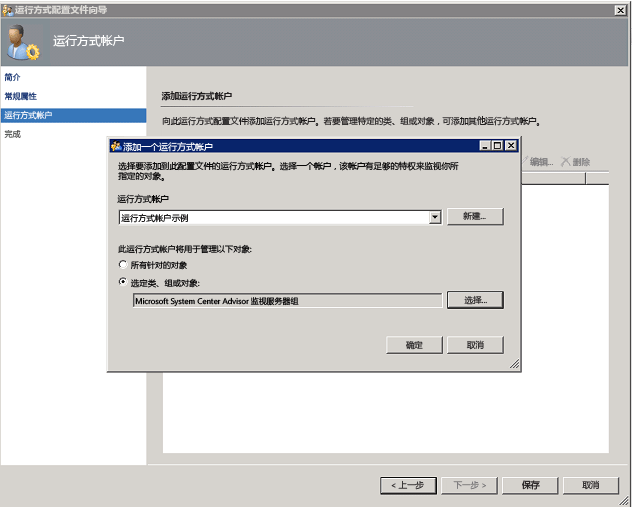 运行方式配置文件向导
运行方式帐户
简介
常规属性
运行方式帐户
完成
添加运行方式帐户
向此运行方式配置文件添加运行方式帐户。若要管理特定的类、组或对象，可添加其他运行方式帐户。
编辑... 删除
添加一个运行方式帐户
选择要添加到此配置文件的运行方式帐户。选择一个帐户，该帐户有足够的特权来监视你所
指定的对象。
运行方式帐户
运行方式帐户示例
新建...
此运行方式帐户将用于管理以下对象:
所有针对的对象
选定类、组或对象:
Microsoft System Center Advisor 监视服务器组
选择...
确定 取消
< 上一步 下一步 > 保存 取消